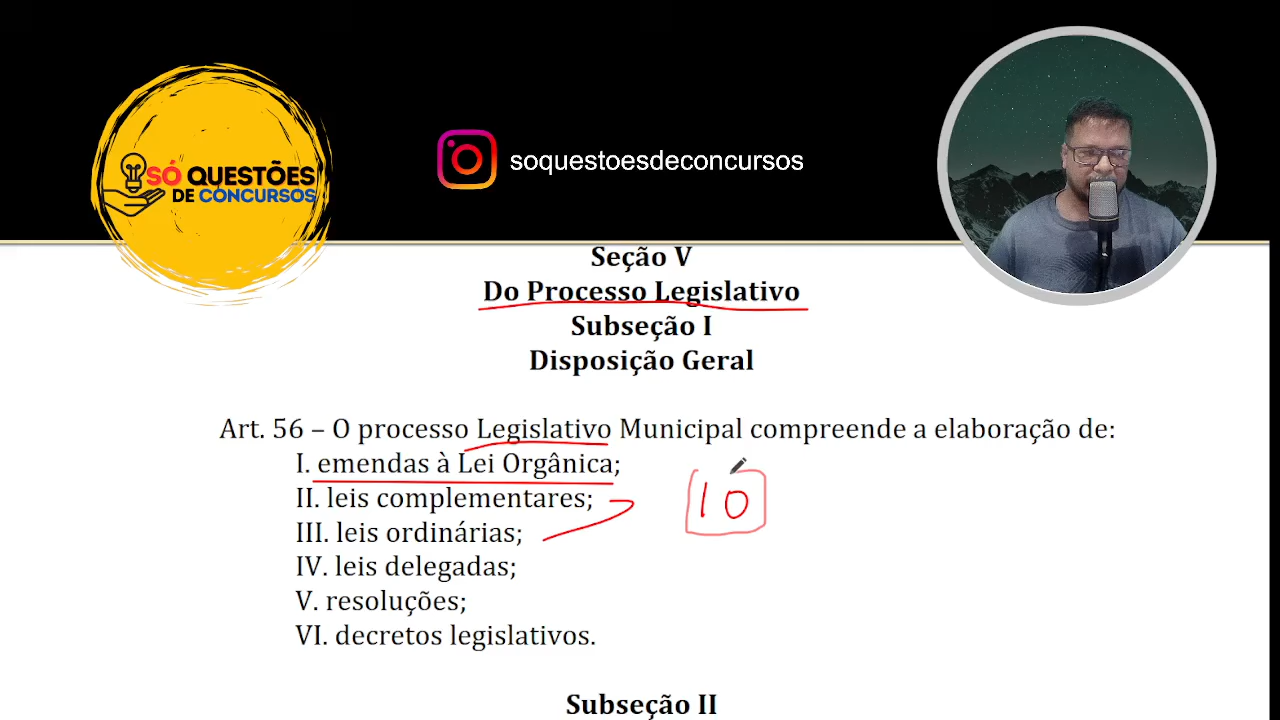 SÓ QUESTÕES
DE CONCURSOS
soquestoesdeconcursos
Seção V
Do Processo Legislativo
Subseção I
Disposição Geral
Art. 56 – O processo Legislativo Municipal compreende a elaboração de:
I. emendas à Lei Orgânica;
II. leis complementares;
III. leis ordinárias;
10
IV. leis delegadas;
V. resoluções;
VI. decretos legislativos.
Subseção II